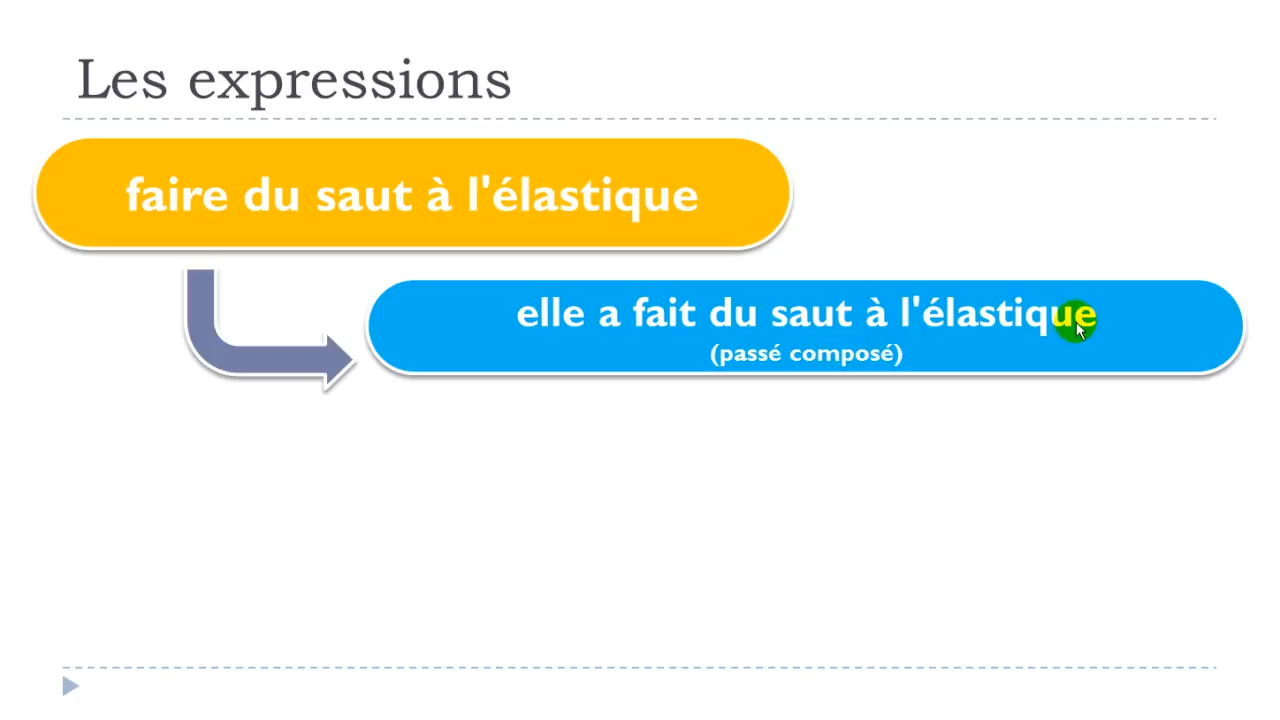 Les expressions
faire du saut à l'élastique
elle a fait du saut à l'élastique
(passé composé)